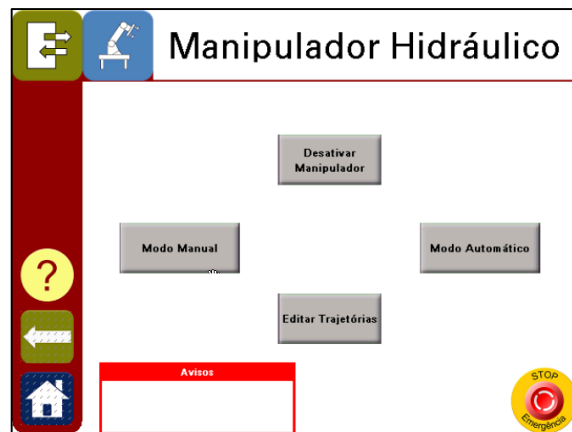 Manipulador Hidráulico
Desativar
Manipulador
Modo Manual
Modo Automático
?
Editar Trajetórias
Avisos
STOP
Emergência